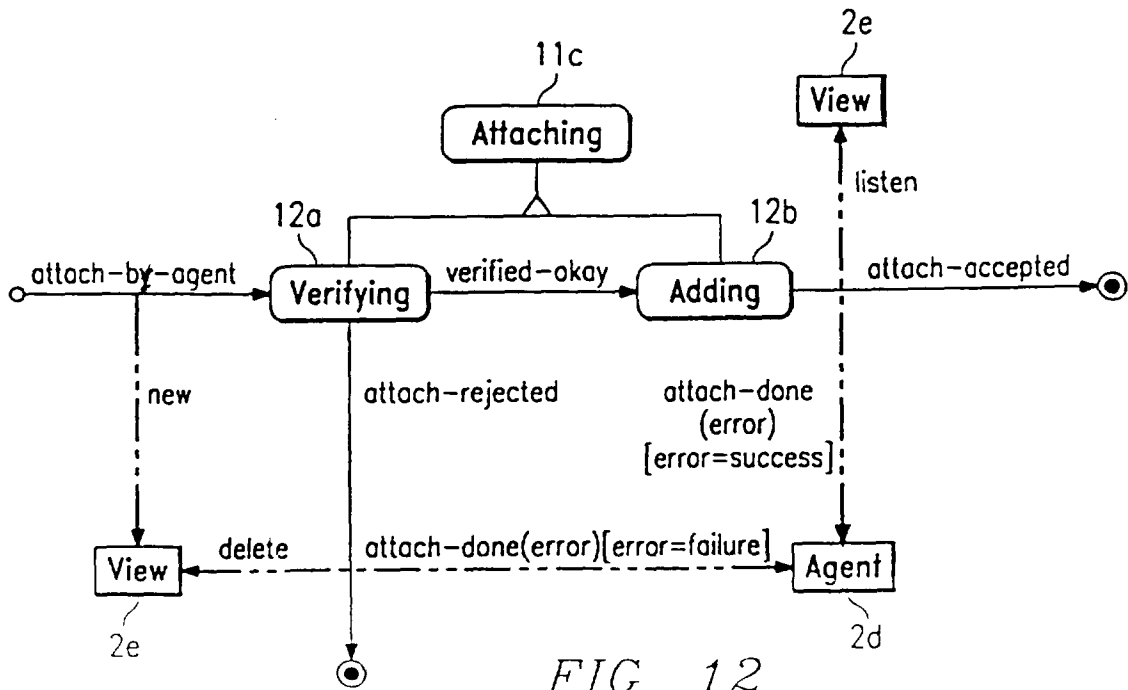 2e
11c
View
Attaching
listen
12a
12b
attach-by-agent
verified-okay
attach-accepted
Verifying
Adding
new
attach-rejected
attach-done
(error)
[error=success]
delete
attach-done(error)[error=failure]
View
Agent
2e
2d
FIG 12